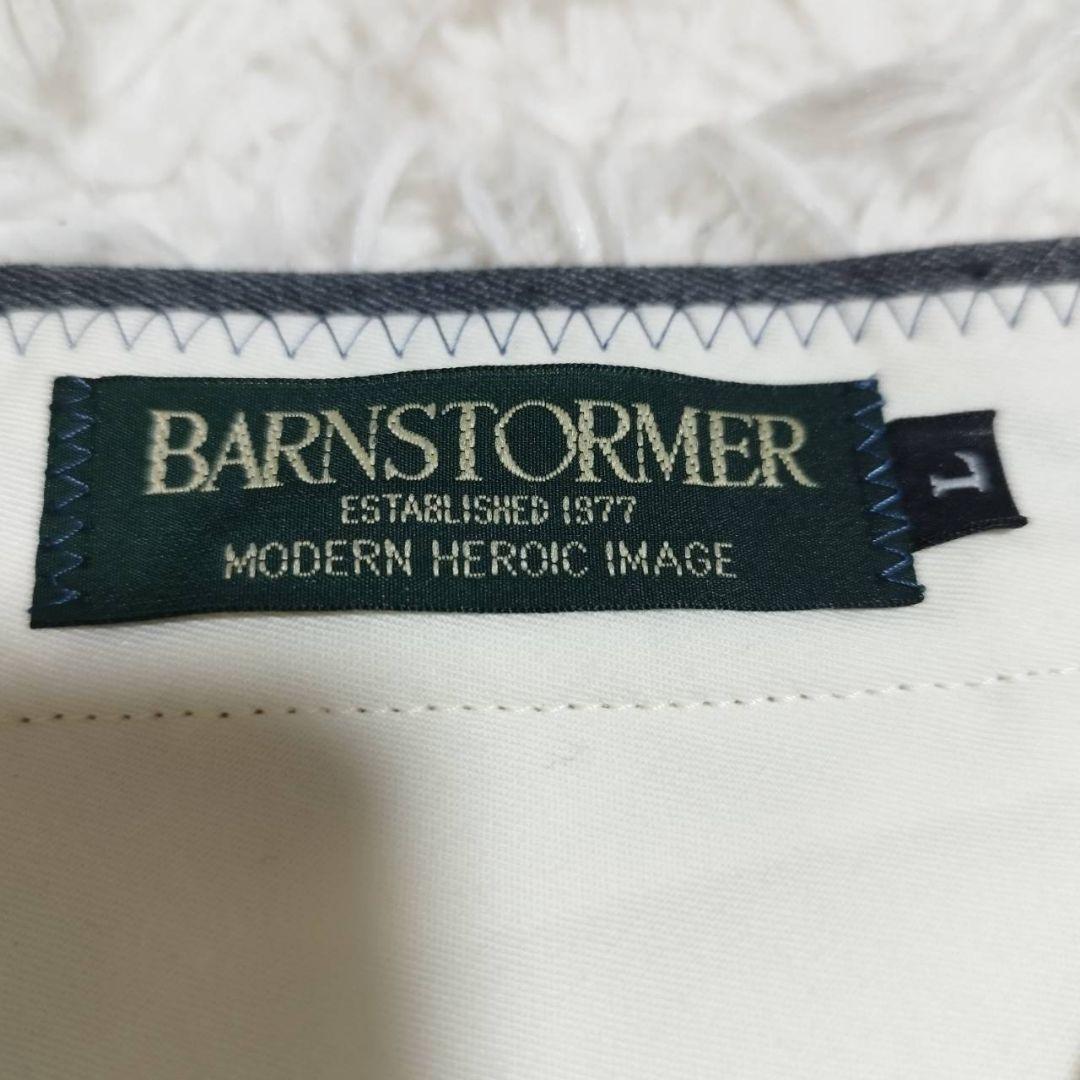 BARNSTORMER
ESTABLISHED 1977
MODERN HEROIC IMAGE
L